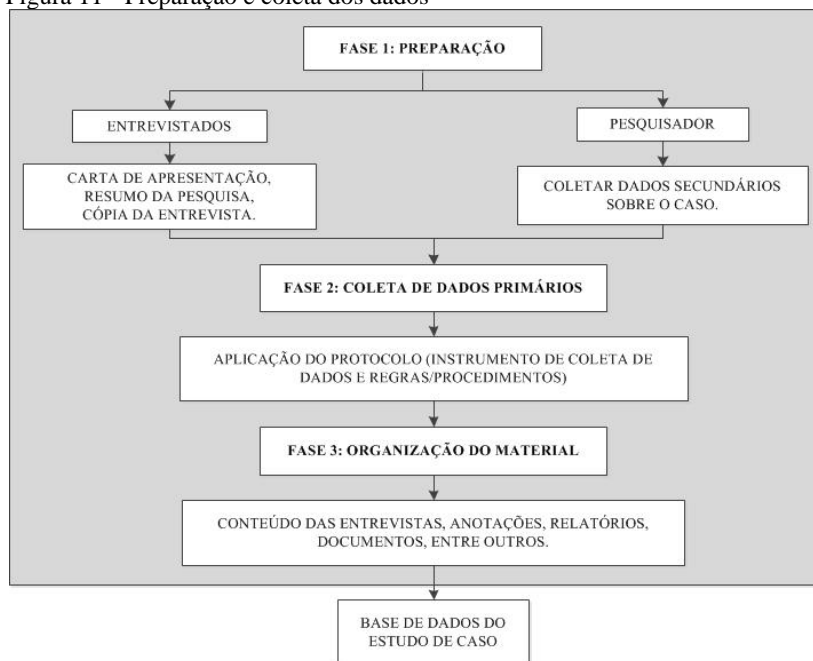 Figura 11 - Preparação e coleta dos dados
FASE 1: PREPARAÇÃO
ENTREVISTADOS
PESQUISADOR
CARTA DE APRESENTAÇÃO,
RESUMO DA PESQUISA,
CÓPIA DA ENTREVISTA.
COLETAR DADOS SECUNDÁRIOS
SOBRE O CASO.
FASE 2: COLETA DE DADOS PRIMÁRIOS
APLICAÇÃO DO PROTOCOLO (INSTRUMENTO DE COLETA DE
DADOS E REGRAS/PROCEDIMENTOS)
FASE 3: ORGANIZAÇÃO DO MATERIAL
CONTEÚDO DAS ENTREVISTAS, ANOTAÇÕES, RELATÓRIOS,
DOCUMENTOS, ENTRE OUTROS.
BASE DE DADOS DO
ESTUDO DE CASO